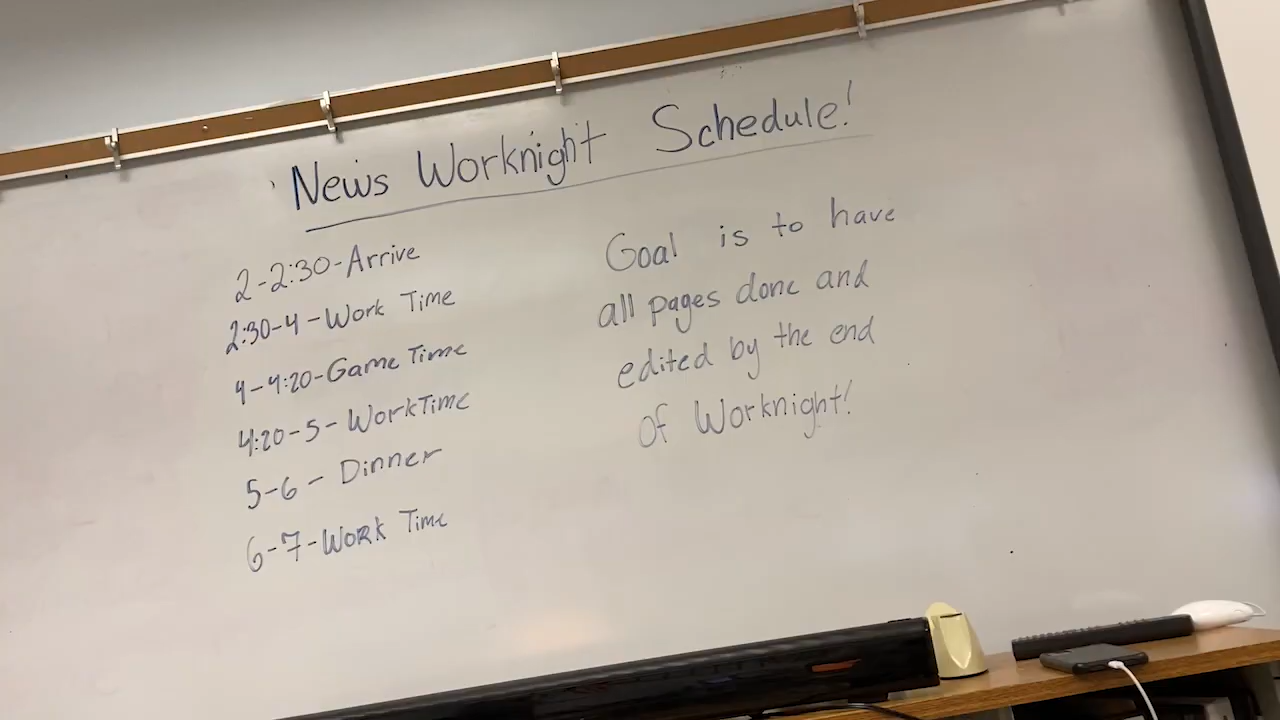 News Worknight Schedule!
2-2:30-Arrive
2:30-4-Work Time
4-4:20-Game Time
4:20-5-Work Time
5-6-Dinner
6-7-Work Time
Goal is to have
all pages done and
edited by the end
of Worknight!